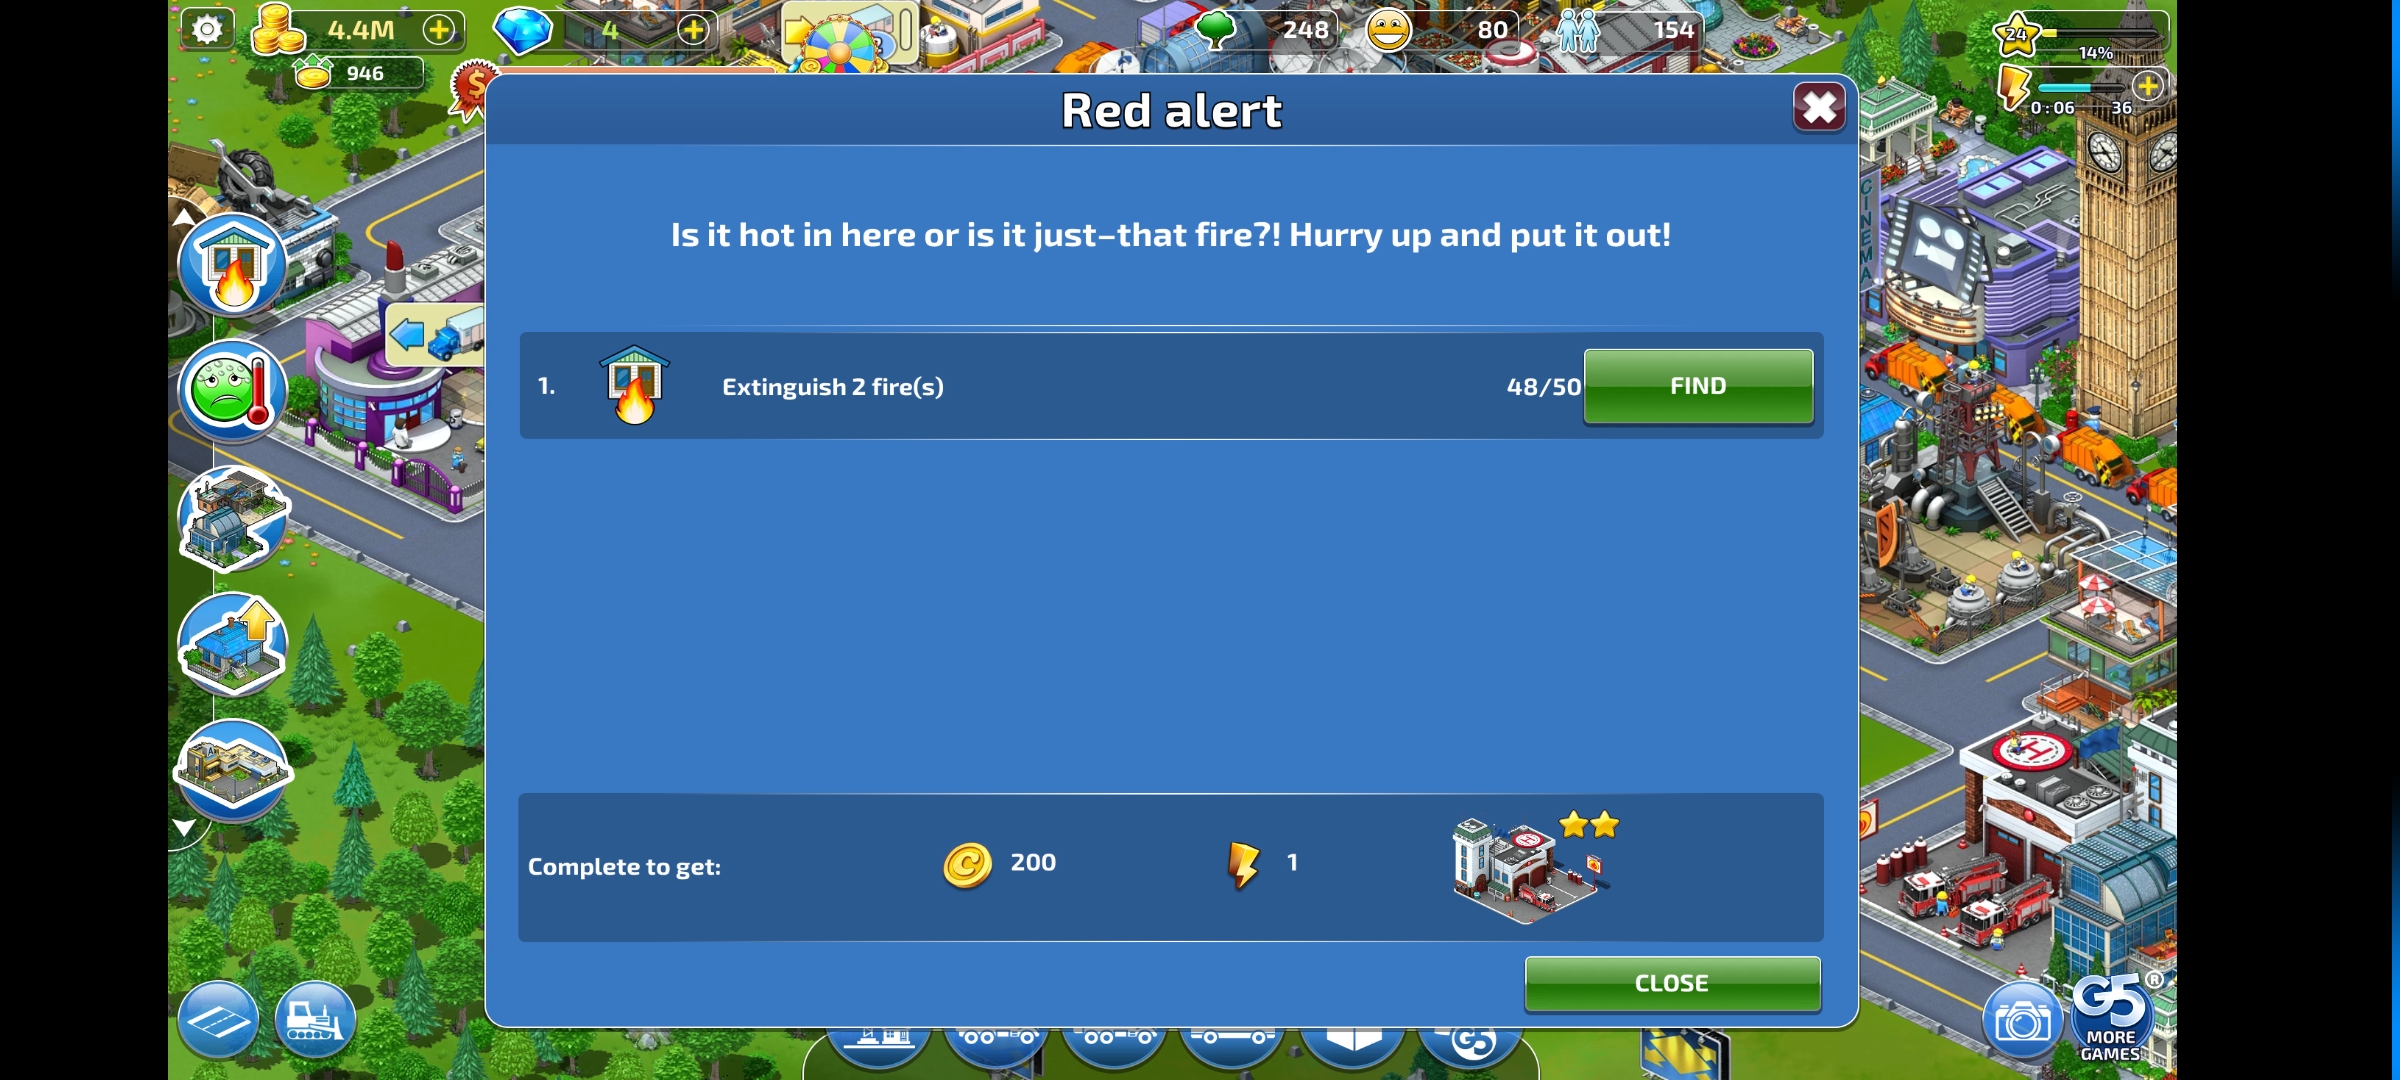 4.4M
4
248
80
154
24
14%
946
0:06
36
Red alert
CINEMA
Is it hot in here or is it just–that fire?! Hurry up and put it out!
1. Extinguish 2 fire(s) 48/50 FIND
H
Complete to get: 200 1
CLOSE
G5®
MORE
GAMES
G5